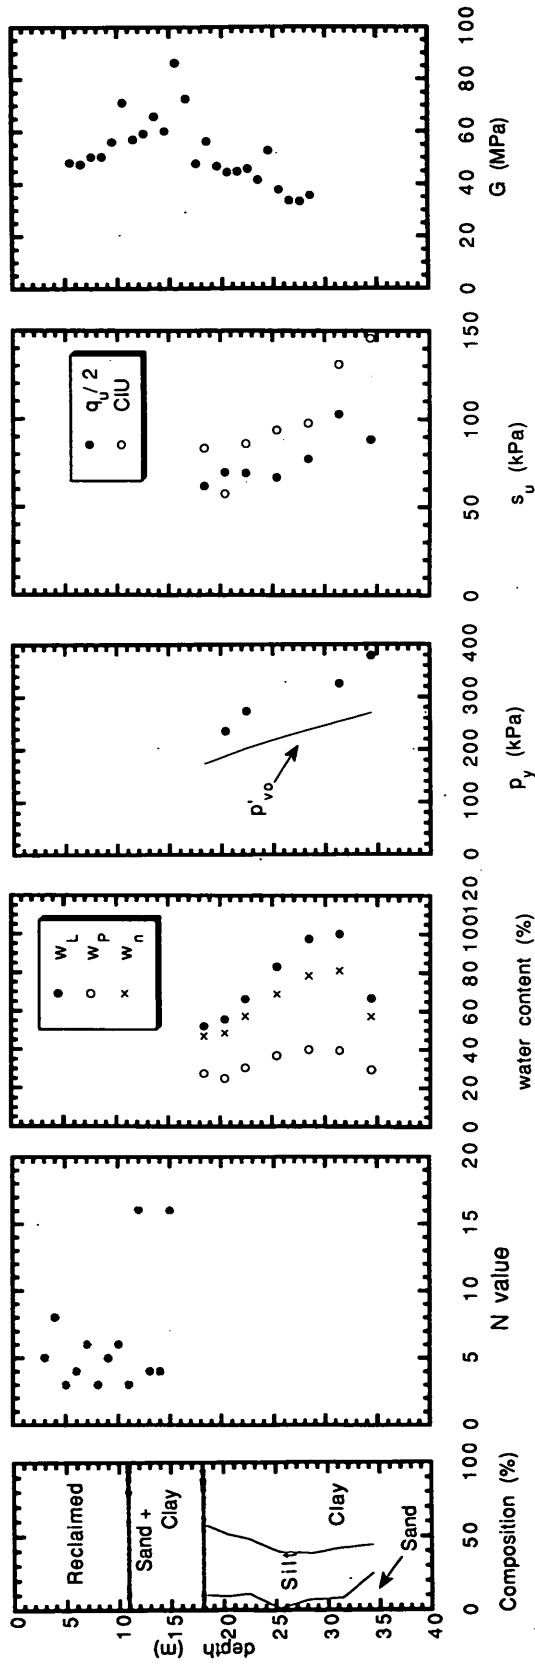 Composition (%)
0 50 100
depth (m)
0
5
10
15
20
25
30
35
40
Reclaimed
Sand +
Clay
Silt
Clay
Sand
N value
0 5 10 15 20
water content (%)
0 20 40 60 80 100 120
● w_L
○ w_P
× w_n
p_y (kPa)
0 100 200 300 400
p'_vo
s_u (kPa)
0 50 100 150
● q_u/2
○ CIU
G (MPa)
0 20 40 60 80 100